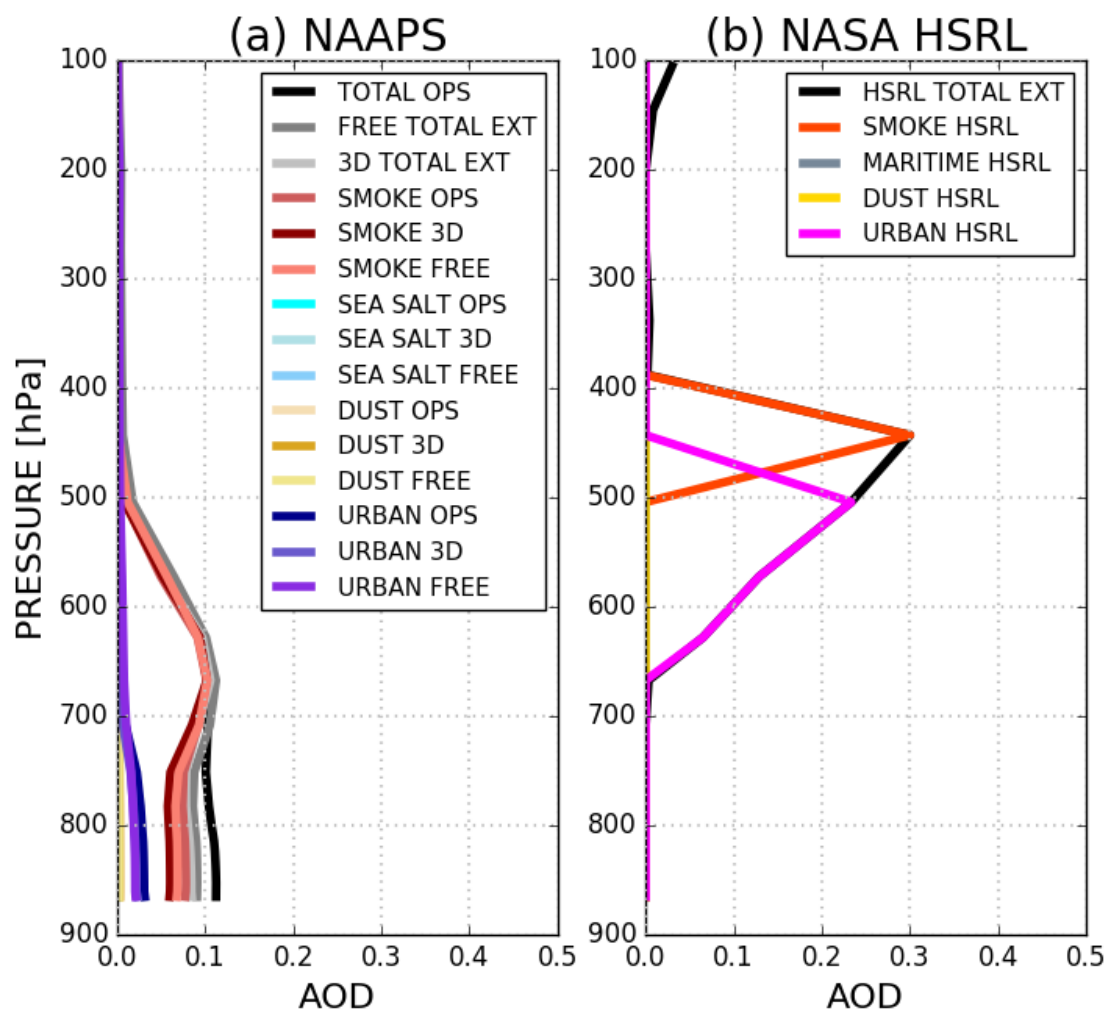 (a) NAAPS
(b) NASA HSRL
100
200
300
400
500
600
700
800
900
PRESSURE [hPa]
TOTAL OPS
FREE TOTAL EXT
3D TOTAL EXT
SMOKE OPS
SMOKE 3D
SMOKE FREE
SEA SALT OPS
SEA SALT 3D
SEA SALT FREE
DUST OPS
DUST 3D
DUST FREE
URBAN OPS
URBAN 3D
URBAN FREE
0.0 0.1 0.2 0.3 0.4 0.5
AOD
100
200
300
400
500
600
700
800
900
HSRL TOTAL EXT
SMOKE HSRL
MARITIME HSRL
DUST HSRL
URBAN HSRL
0.0 0.1 0.2 0.3 0.4 0.5
AOD